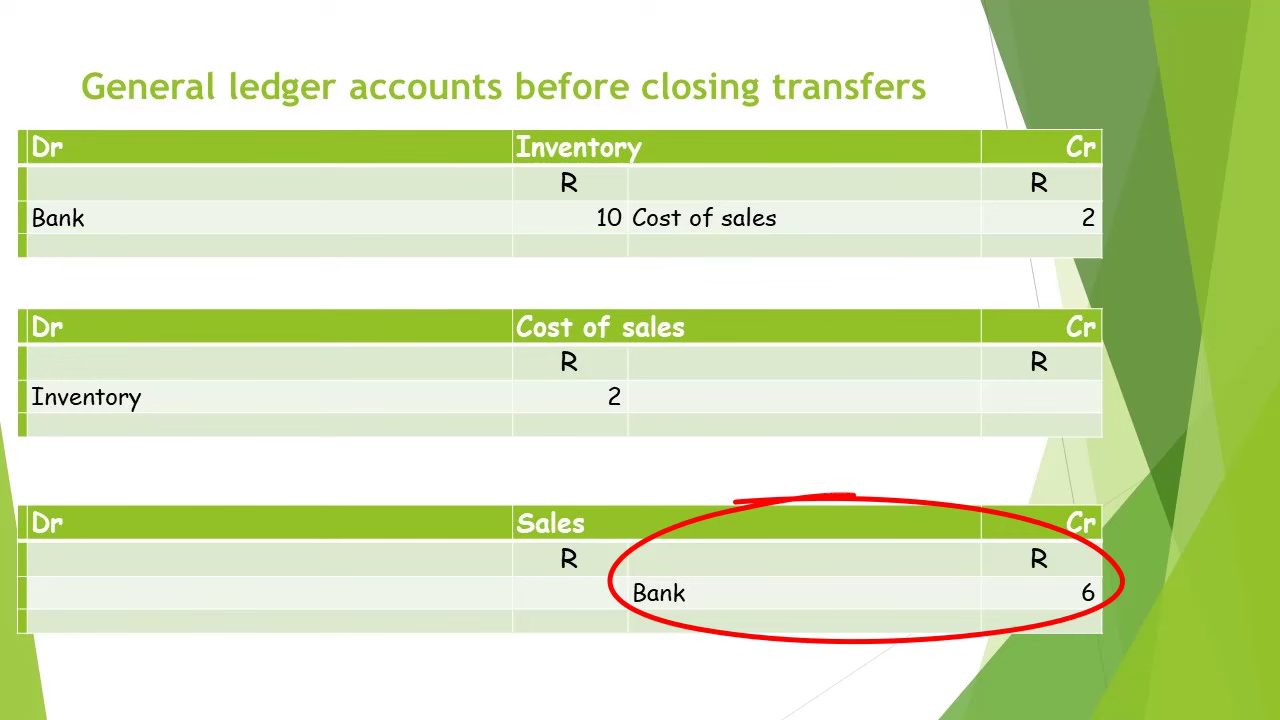 General ledger accounts before closing transfers
Dr Inventory Cr
R R
Bank 10 Cost of sales 2
Dr Cost of sales Cr
R R
Inventory 2
Dr Sales Cr
R R
Bank 6